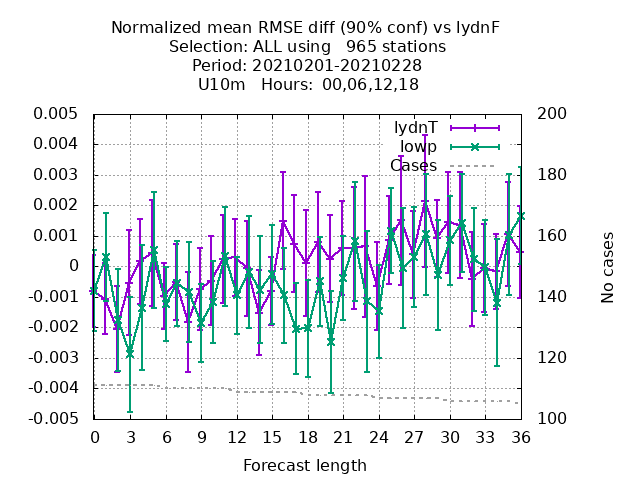 Normalized mean RMSE diff (90% conf) vs lydnF
Selection: ALL using   965 stations
Period: 20210201-20210228
U10m   Hours:  00,06,12,18
0.005
0.004
0.003
0.002
0.001
0
-0.001
-0.002
-0.003
-0.004
-0.005
lydnT
lowp
Cases
200
180
160
140
120
100
No cases
0 3 6 9 12 15 18 21 24 27 30 33 36
Forecast length